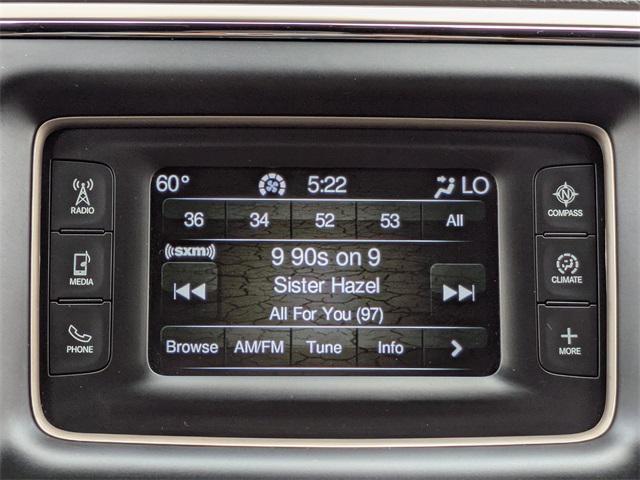 60° 5:22 LO
36 34 52 53 All
((sxm))
9 90s on 9
Sister Hazel
All For You (97)
Browse AM/FM Tune Info
RADIO
MEDIA
PHONE
N
COMPASS
CLIMATE
+
MORE